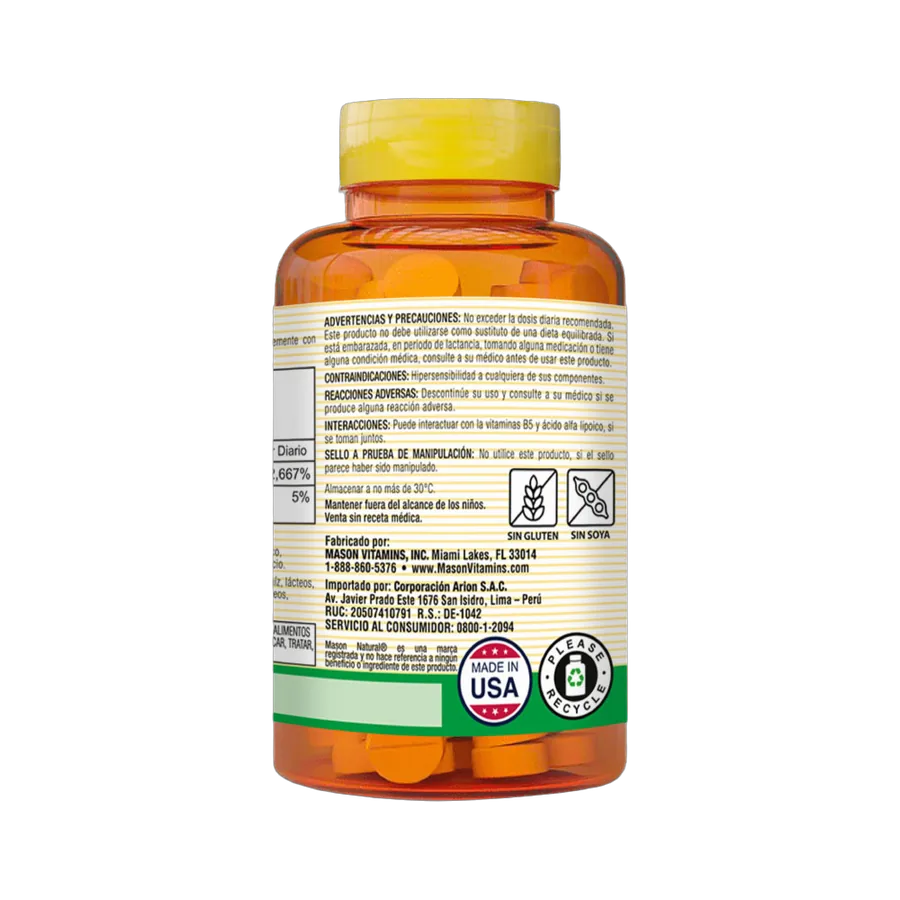 ADVERTENCIAS Y PRECAUCIONES: No exceder la dosis diaria recomendada.
Este producto no debe utilizarse como sustituto de una dieta equilibrada. Si
está embarazada, en periodo de lactancia, tomando alguna medicación o tiene
alguna condición médica, consulte a su médico antes de usar este producto.
CONTRAINDICACIONES: Hipersensibilidad a cualquiera de sus componentes.
REACCIONES ADVERSAS: Descontinúe su uso y consulte a su médico si se
produce alguna reacción adversa.
INTERACCIONES: Puede interactuar con la vitaminas B5 y ácido alfa lipoico, si
se toman juntos.
SELLO A PRUEBA DE MANIPULACIÓN: No utilice este producto, si el sello
parece haber sido manipulado.
Almacenar a no más de 30°C.
Mantener fuera del alcance de los niños.
Venta sin receta médica.
SIN GLUTEN
SIN SOYA
Fabricado por:
MASON VITAMINS, INC. Miami Lakes, FL 33014
1-888-860-5376 • www.MasonVitamins.com
Importado por: Corporación Arion S.A.C.
Av. Javier Prado Este 1676 San Isidro, Lima – Perú
RUC: 20507410791 R.S.: DE-1042
SERVICIO AL CONSUMIDOR: 0800-1-2094
Mason Natural® es una marca
registrada y no hace referencia a ningún
beneficio o ingrediente de este producto.
MADE IN
USA
PLEASE
RECYCLE
con
Diario
,667%
5%
lácteos,
ALIMENTOS
TRATAR,